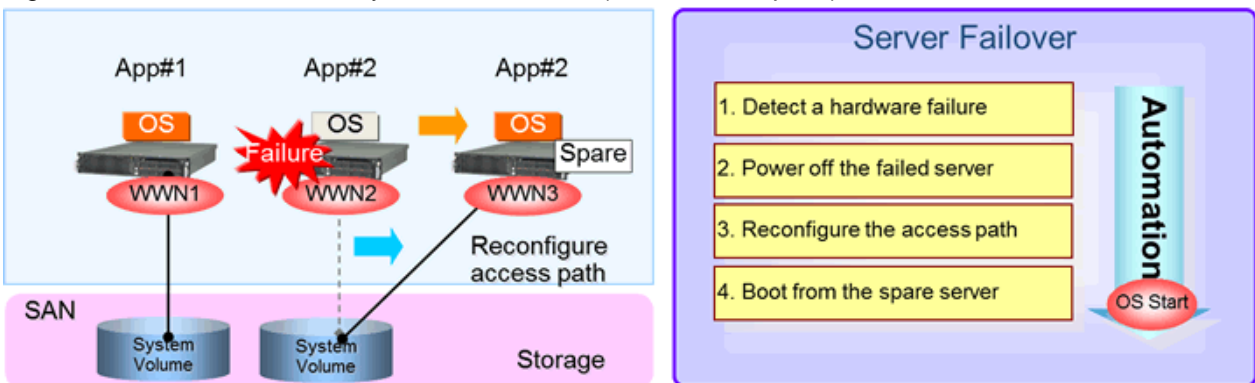 App#1
App#2
App#2
OS
OS
OS
Failure
Spare
WWN1
WWN2
WWN3
Reconfigure
access path
SAN
System
Volume
System
Volume
Storage
Server Failover
1. Detect a hardware failure
2. Power off the failed server
3. Reconfigure the access path
4. Boot from the spare server
Automation
OS Start